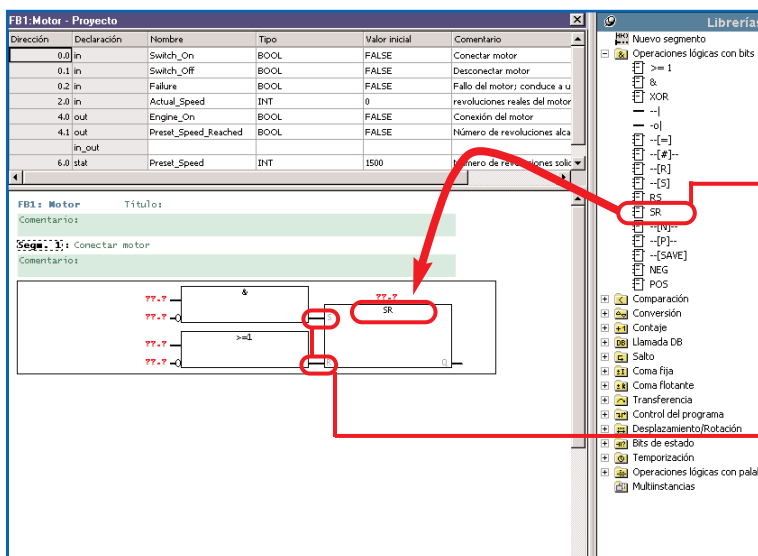 FB1:Motor - Proyecto
Dirección Declaración Nombre Tipo Valor inicial Comentario
0.0 in Switch_On BOOL FALSE Conectar motor
0.1 in Switch_Off BOOL FALSE Desconectar motor
0.2 in Failure BOOL FALSE Fallo del motor; conduce a u
2.0 in Actual_Speed INT 0 revoluciones reales del motor
4.0 out Engine_On BOOL FALSE Conexión del motor
4.1 out Preset_Speed_Reached BOOL FALSE Número de revoluciones alca
in_out
6.0 stat Preset_Speed INT 1500 Número de revoluciones solic
FB1: Motor Título:
Comentario:
Segm. 1: Conectar motor
Comentario:
&
??.?
??.?
S
??.?
SR
>=1
??.?
??.?
R
Q
Librerías
Nuevo segmento
Operaciones lógicas con bits
>= 1
&
XOR
--|
-o|
--[=]
--[#]--
--[R]
--[S]
RS
SR
--[N]--
--[P]--
--[SAVE]
NEG
POS
Comparación
Conversión
Contaje
DB Llamada DB
Salto
Coma fija
Coma flotante
Transferencia
Control del programa
Desplazamiento/Rotación
Bits de estado
Temporización
Operaciones lógicas con palal
Multiinstancias